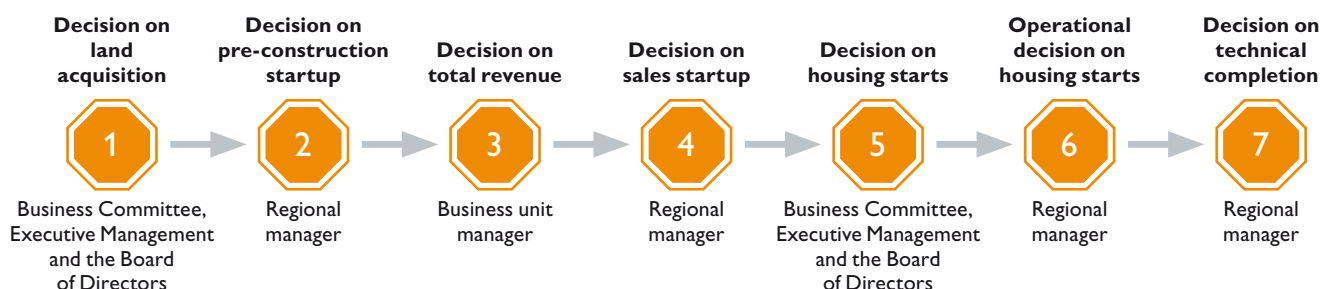 Decision on
land
acquisition
1
Business Committee,
Executive Management
and the Board
of Directors
Decision on
pre-construction
startup
2
Regional
manager
Decision on
total revenue
3
Business unit
manager
Decision on
sales startup
4
Regional
manager
Decision on
housing starts
5
Business Committee,
Executive Management
and the Board
of Directors
Operational
decision on
housing starts
6
Regional
manager
Decision on
technical
completion
7
Regional
manager